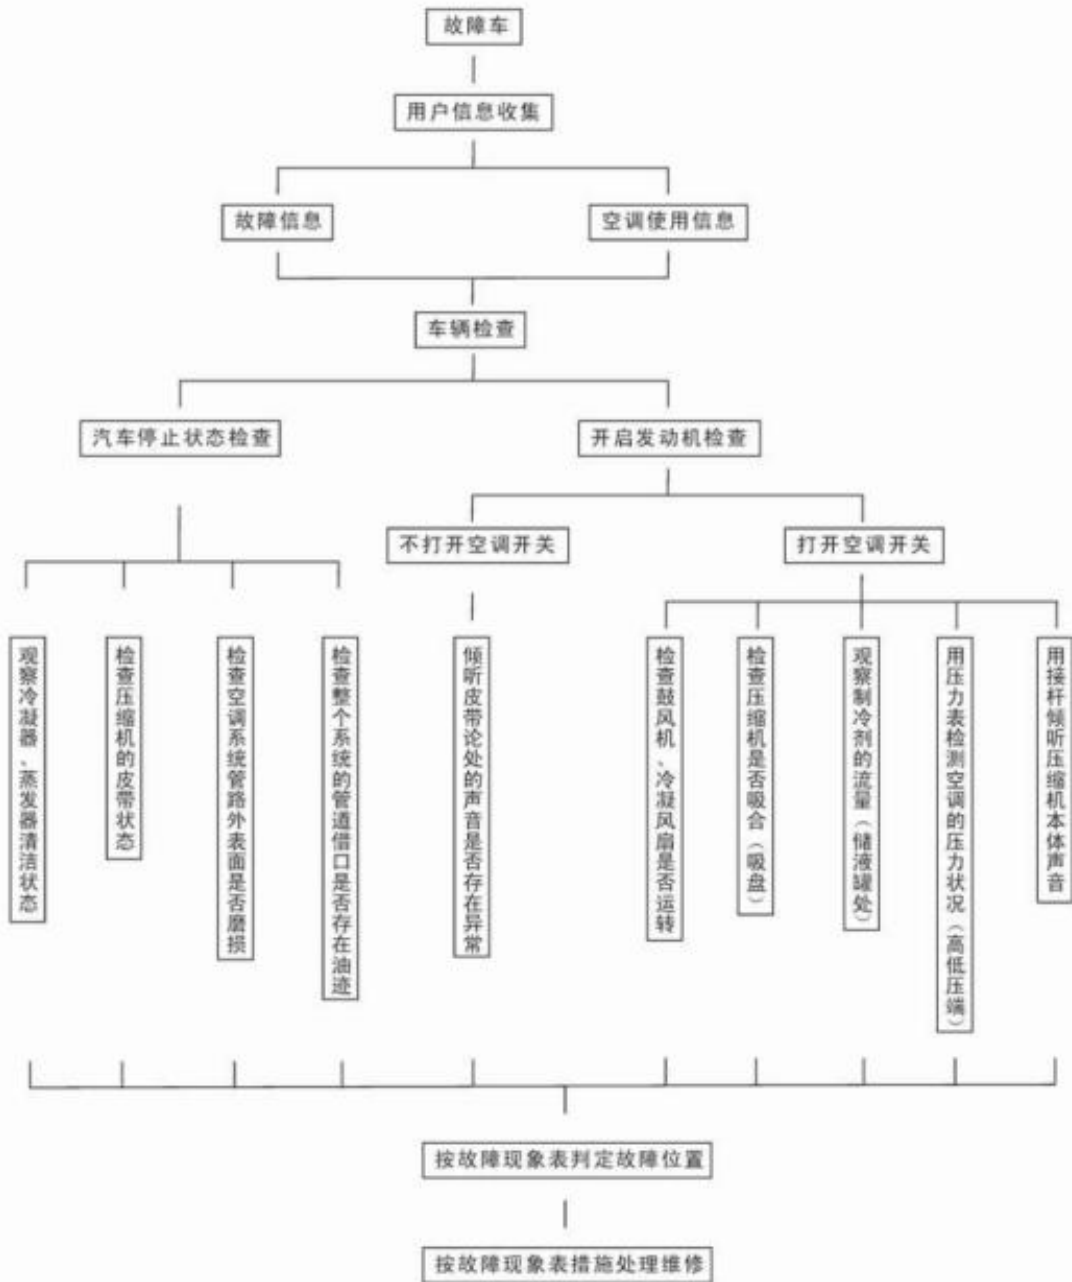 故障车
用户信息收集
故障信息
空调使用信息
车辆检查
汽车停止状态检查
开启发动机检查
不打开空调开关
打开空调开关
观察冷凝器、蒸发器清洁状态
检查压缩机的皮带状态
检查空调系统管路外表面是否磨损
检查整个系统的管道借口是否存在油迹
倾听皮带论处的声音是否存在异常
检查鼓风机、冷凝风扇是否运转
检查压缩机是否吸合（吸盘）
观察制冷剂的流量（储液罐处）
用压力表检测空调的压力状况（高低压端）
用接杆倾听压缩机本体声音
按故障现象表判定故障位置
按故障现象表措施处理维修